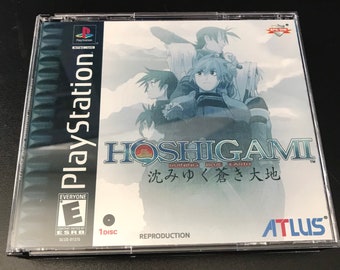 PlayStation
HOSHIGAMI
沈みゆく蒼き大地
EVERYONE
E
ESRB
1 DISC
REPRODUCTION
ATLUS